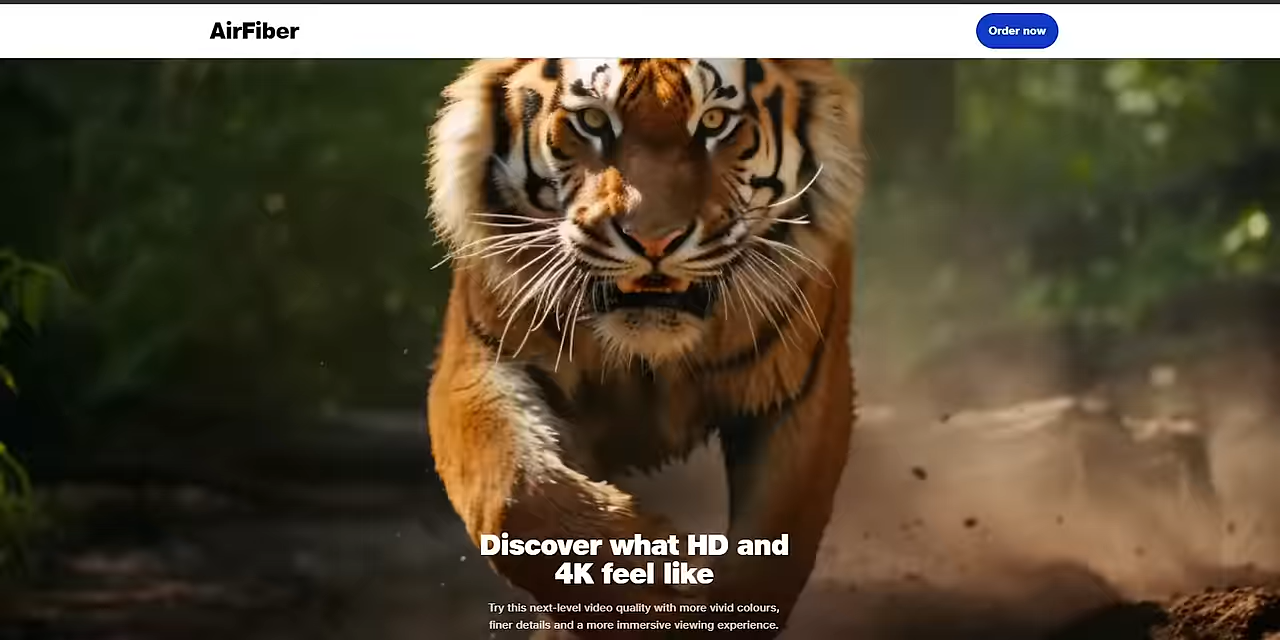 AirFiber
Order now
Discover what HD and
4K feel like
Try this next-level video quality with more vivid colours,
finer details and a more immersive viewing experience.